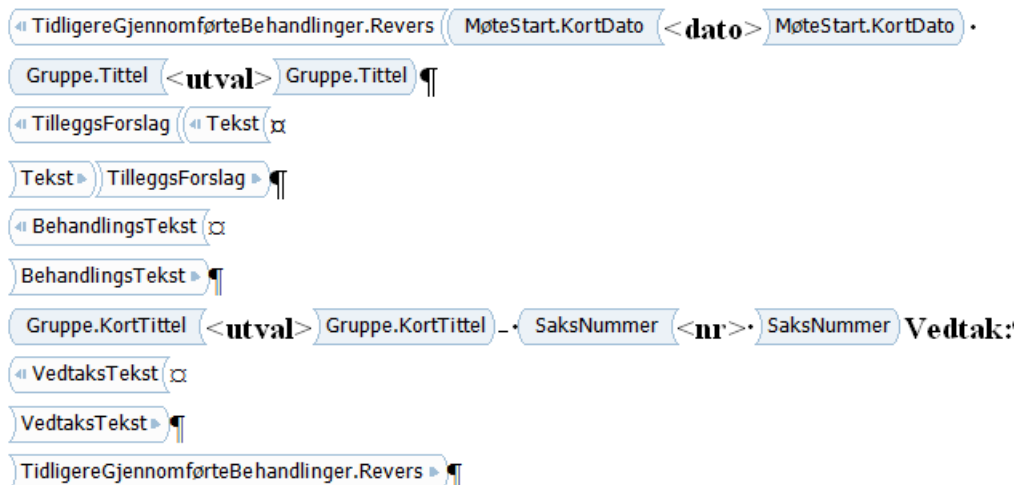 TidligereGjennomførteBehandlinger.Revers MøteStart.KortDato <dato> MøteStart.KortDato ·
Gruppe.Tittel <utval> Gruppe.Tittel ¶
TilleggsForslag Tekst ¤
Tekst TilleggsForslag ¶
BehandlingsTekst ¤
BehandlingsTekst ¶
Gruppe.KortTittel <utval> Gruppe.KortTittel -· SaksNummer <nr>· SaksNummer Vedtak:
VedtaksTekst ¤
VedtaksTekst ¶
TidligereGjennomførteBehandlinger.Revers ¶